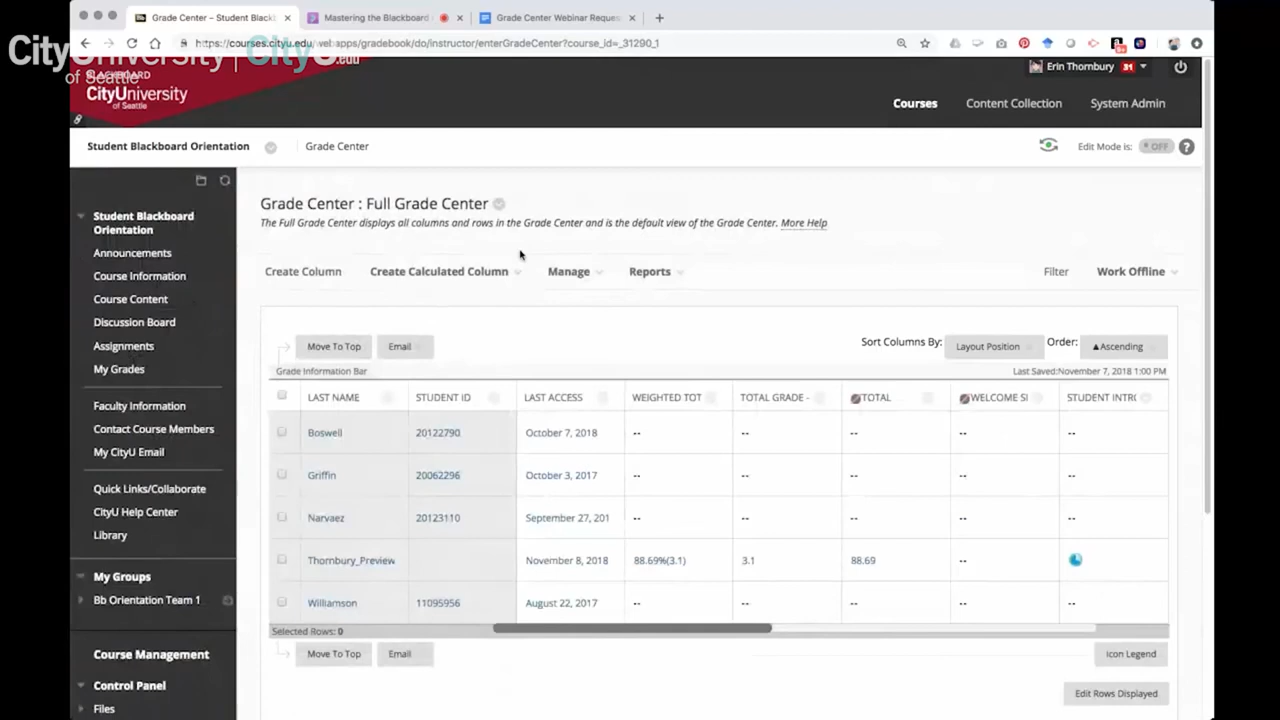 Grade Center – Student Blackb
Mastering the Blackboard
Grade Center Webinar Reques
https://courses.cityu.edu/webapps/gradebook/do/instructor/enterGradeCenter?course_id=_31290_1
9+
CityUniversity | CityU.edu
of Seattle
BLACKBOARD
CityUniversity
of Seattle
Erin Thornbury 31
Courses Content Collection System Admin
Student Blackboard Orientation Grade Center Edit Mode is: OFF ?
Student Blackboard
Orientation
Announcements
Course Information
Course Content
Discussion Board
Assignments
My Grades
Faculty Information
Contact Course Members
My CityU Email
Quick Links/Collaborate
CityU Help Center
Library
My Groups
Bb Orientation Team 1
Course Management
Control Panel
Files
Grade Center : Full Grade Center
The Full Grade Center displays all columns and rows in the Grade Center and is the default view of the Grade Center. More Help
Create Column Create Calculated Column Manage Reports Filter Work Offline
Move To Top Email Sort Columns By: Layout Position Order: ▲Ascending
Grade Information Bar Last Saved:November 7, 2018 1:00 PM
LAST NAME STUDENT ID LAST ACCESS WEIGHTED TOT TOTAL GRADE - TOTAL WELCOME SI STUDENT INTRO
Boswell 20122790 October 7, 2018 -- -- -- -- --
Griffin 20062296 October 3, 2017 -- -- -- -- --
Narvaez 20123110 September 27, 201 -- -- -- -- --
Thornbury_Preview November 8, 2018 88.69%(3.1) 3.1 88.69 --
Williamson 11095956 August 22, 2017 -- -- -- -- --
Selected Rows: 0
Move To Top Email Icon Legend
Edit Rows Displayed